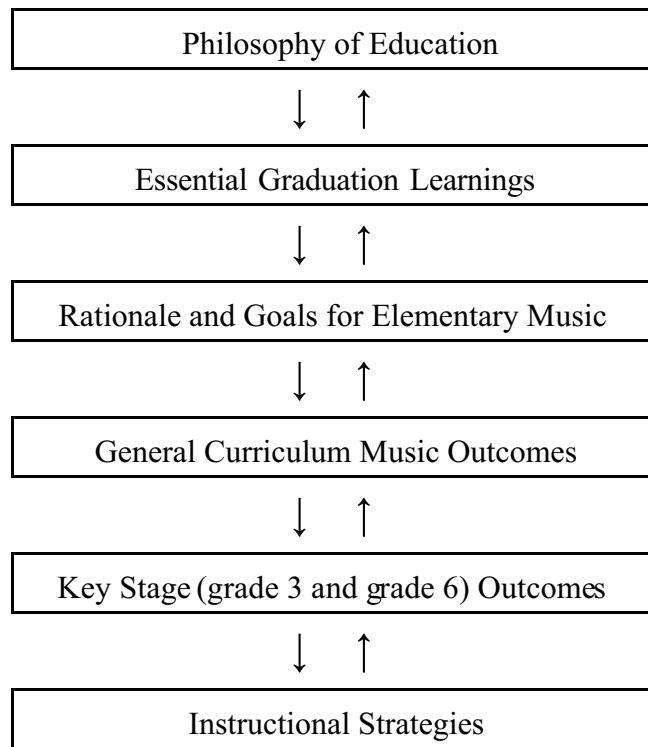 Philosophy of Education
↓ ↑
Essential Graduation Learnings
↓ ↑
Rationale and Goals for Elementary Music
↓ ↑
General Curriculum Music Outcomes
↓ ↑
Key Stage (grade 3 and grade 6) Outcomes
↓ ↑
Instructional Strategies